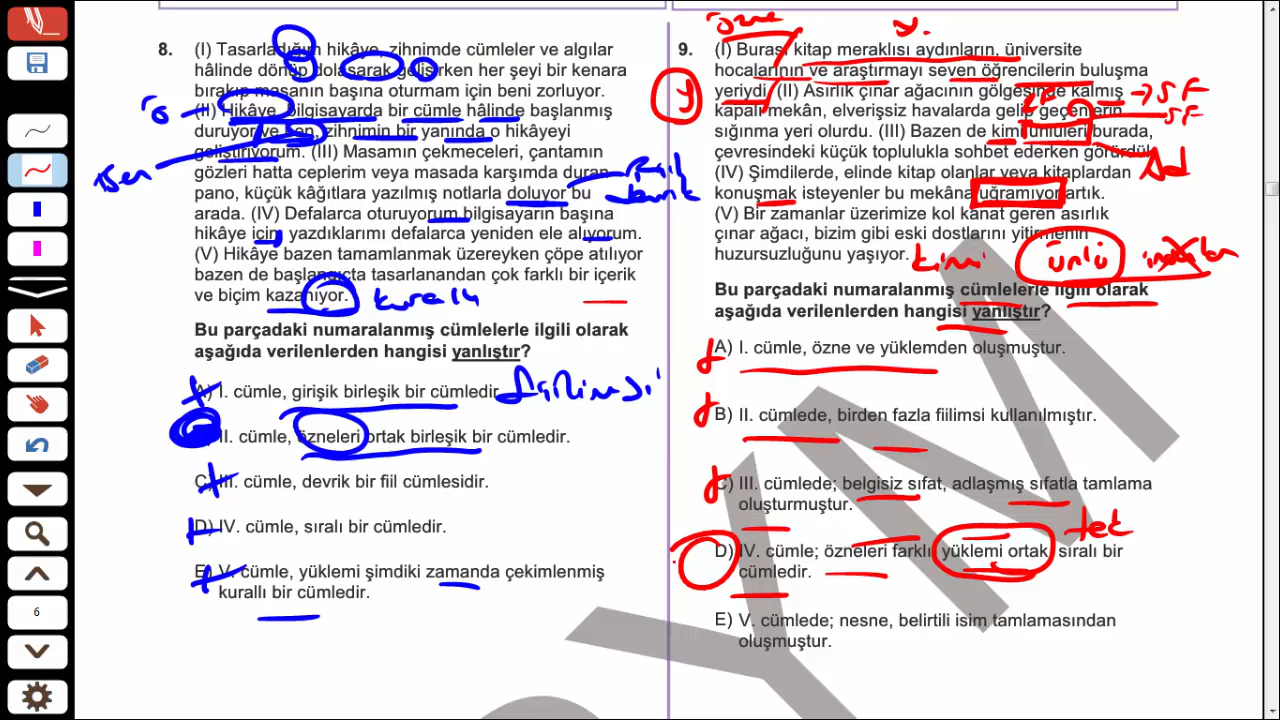 8. (I) Tasarladığım hikâye, zihnimde cümleler ve algılar
hâlinde dönüp dolaşarak gelişirken her şeyi bir kenara
bırakıp masanın başına oturmam için beni zorluyor.
(II) Hikâye bilgisayarda bir cümle hâlinde başlanmış
duruyor ve ben, zihnimin bir yanında o hikâyeyi
geliştiriyorum. (III) Masamın çekmeceleri, çantamın
gözleri hatta ceplerim veya masada karşımda duran
pano, küçük kâğıtlara yazılmış notlarla doluyor bu
arada. (IV) Defalarca oturuyorum bilgisayarın başına
hikâye için, yazdıklarımı defalarca yeniden ele alıyorum.
(V) Hikâye bazen tamamlanmak üzereyken çöpe atılıyor
bazen de başlangıçta tasarlanandan çok farklı bir içerik
ve biçim kazanıyor. kurallı
Bu parçadaki numaralanmış cümlelerle ilgili olarak
aşağıda verilenlerden hangisi yanlıştır?
A) I. cümle, girişik birleşik bir cümledir. fiilimsi
II. cümle, özneleri ortak birleşik bir cümledir.
C) III. cümle, devrik bir fiil cümlesidir.
D) IV. cümle, sıralı bir cümledir.
E) V. cümle, yüklemi şimdiki zamanda çekimlenmiş
kurallı bir cümledir.
özne
y.
9. (I) Burası kitap meraklısı aydınların, üniversite
hocalarının ve araştırmayı seven öğrencilerin buluşma
yeriydi. (II) Asırlık çınar ağacının gölgesinde kalmış
kapalı mekân, elverişsiz havalarda gelip geçenlerin
sığınma yeri olurdu. (III) Bazen de kimi ünlüleri burada,
çevresindeki küçük toplulukla sohbet ederken görürdük.
(IV) Şimdilerde, elinde kitap olanlar veya kitaplardan
konuşmak isteyenler bu mekâna uğramıyor artık.
(V) Bir zamanlar üzerimize kol kanat geren asırlık
çınar ağacı, bizim gibi eski dostlarını yitirmenin
huzursuzluğunu yaşıyor. kimi ünlü
Bu parçadaki numaralanmış cümlelerle ilgili olarak
aşağıda verilenlerden hangisi yanlıştır?
A) I. cümle, özne ve yüklemden oluşmuştur.
B) II. cümlede, birden fazla fiilimsi kullanılmıştır.
C) III. cümlede; belgisiz sıfat, adlaşmış sıfatla tamlama
oluşturmuştur.
tek
D) IV. cümle; özneleri farklı, yüklemi ortak, sıralı bir
cümledir.
E) V. cümlede; nesne, belirtili isim tamlamasından
oluşmuştur.
6